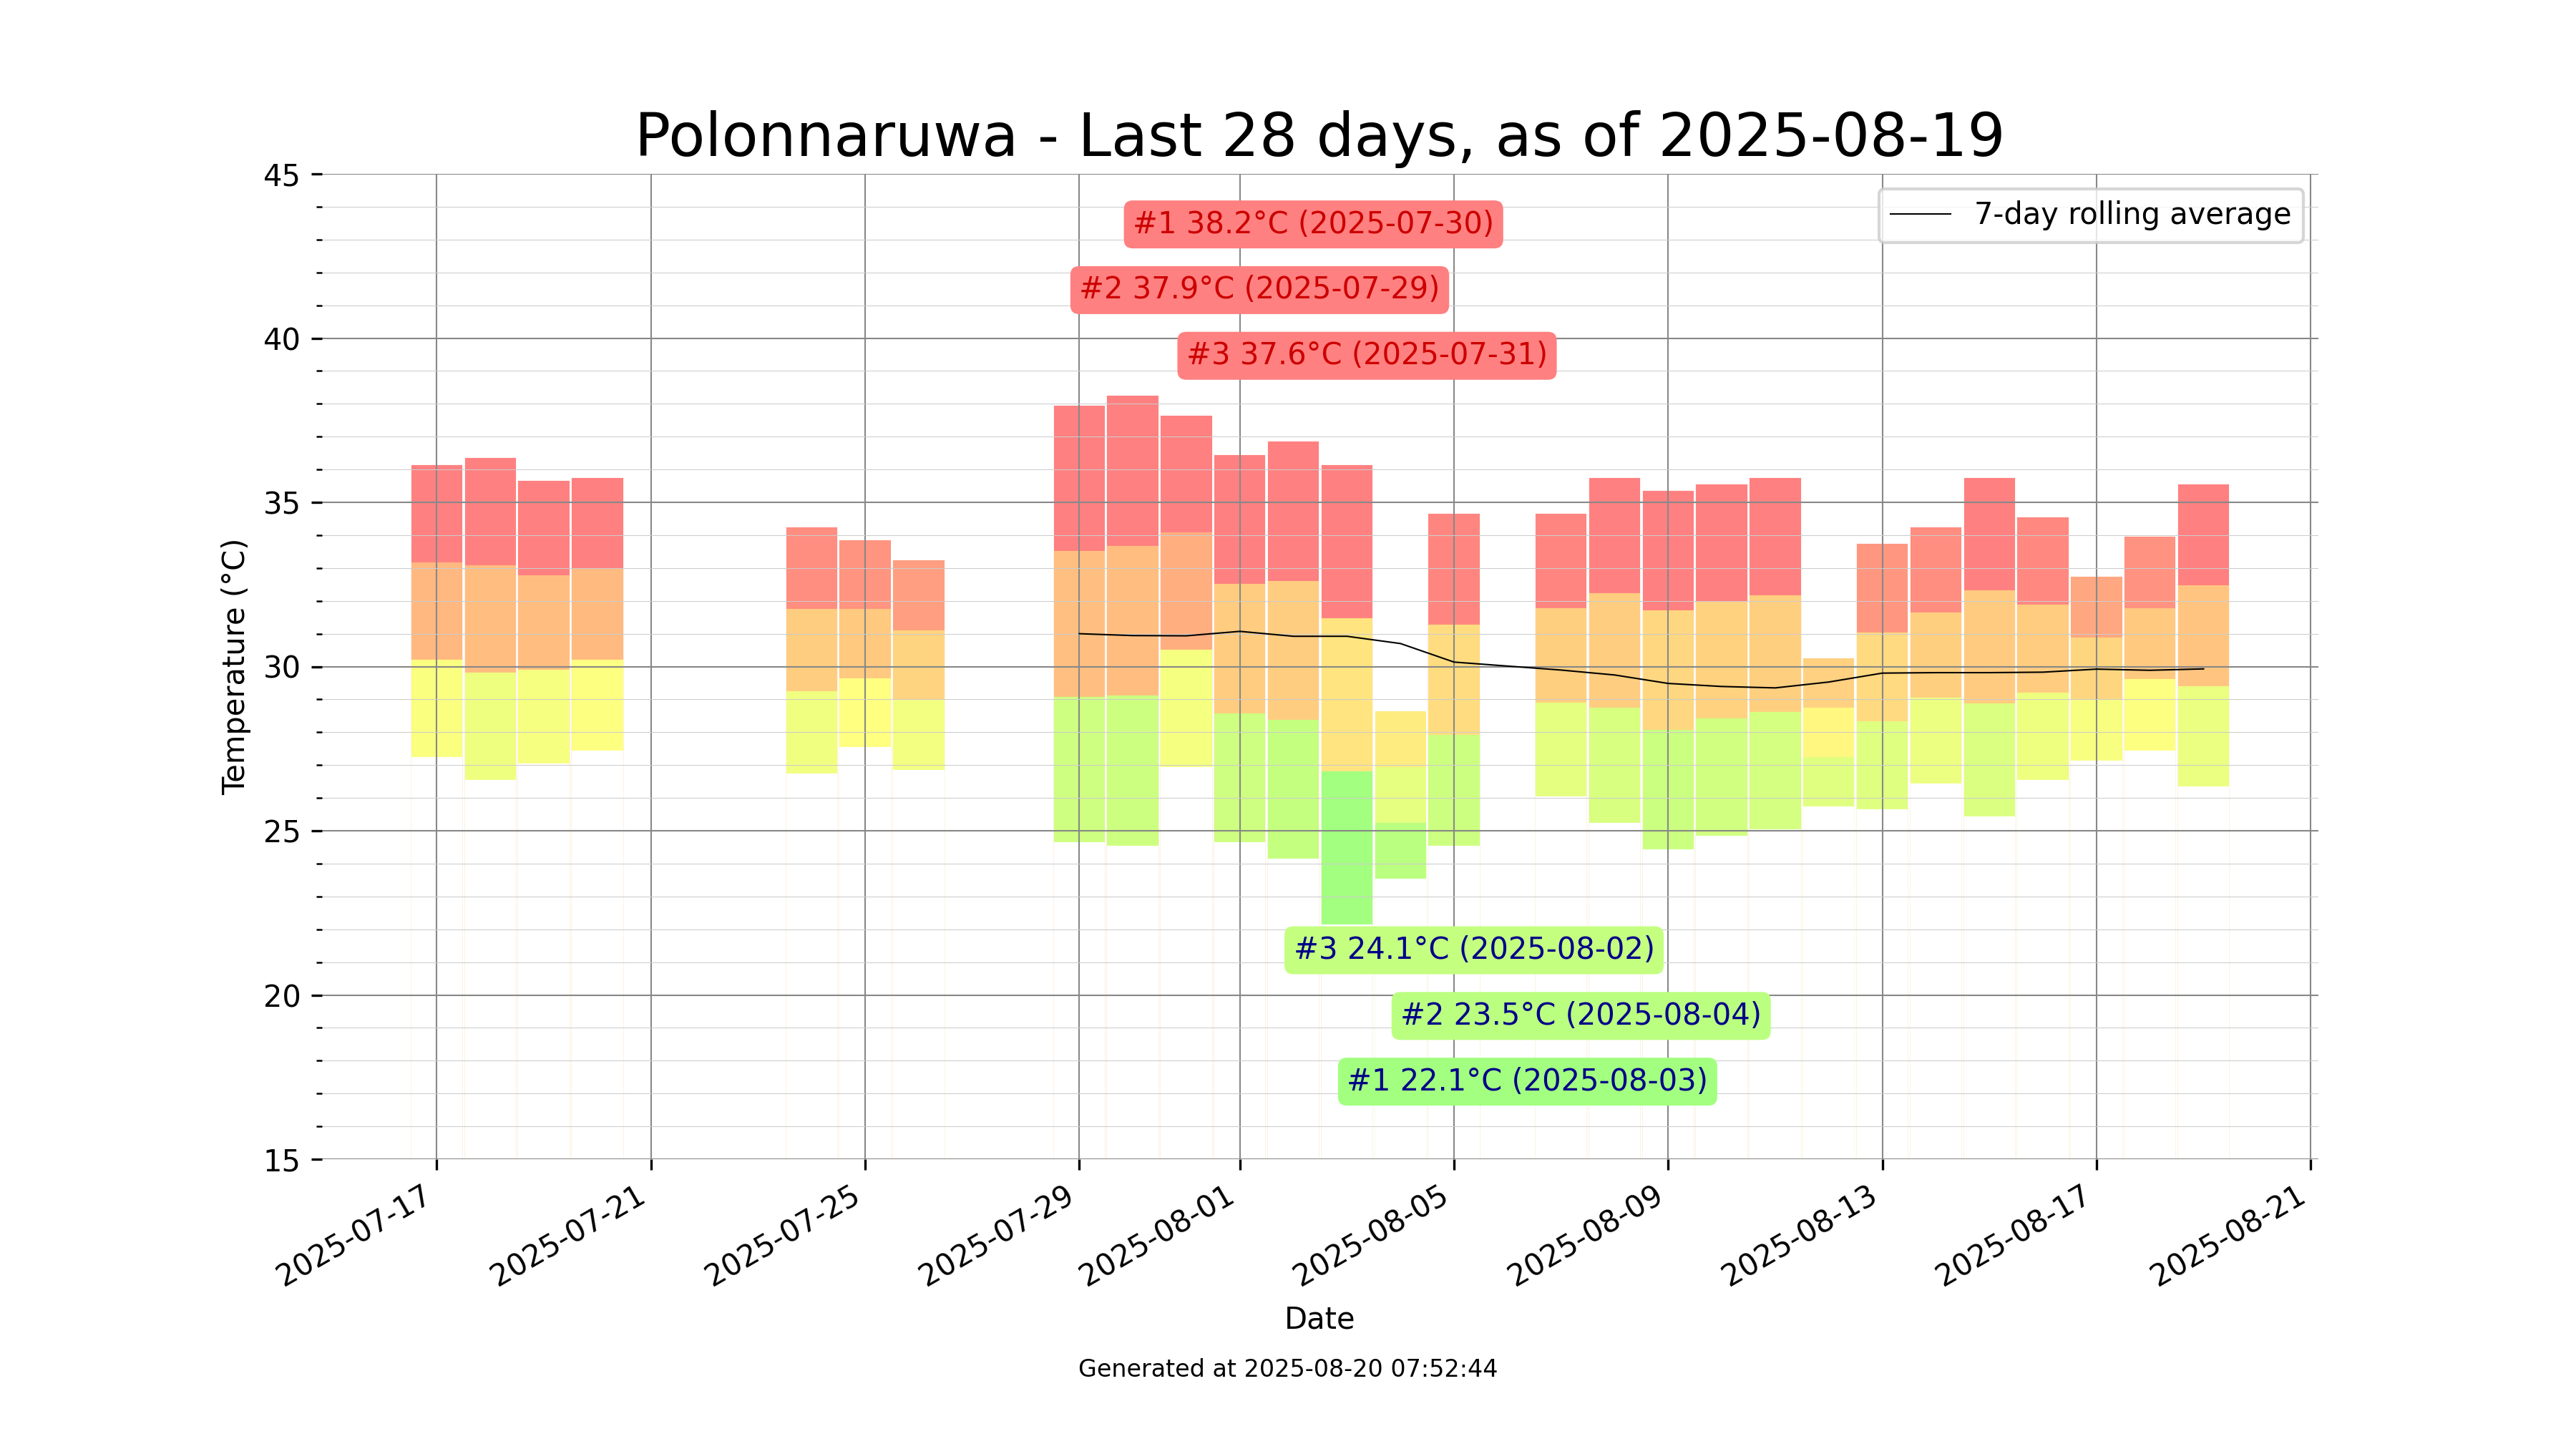 Polonnaruwa - Last 28 days, as of 2025-08-19
7-day rolling average
#1 38.2°C (2025-07-30)
#2 37.9°C (2025-07-29)
#3 37.6°C (2025-07-31)
#3 24.1°C (2025-08-02)
#2 23.5°C (2025-08-04)
#1 22.1°C (2025-08-03)
Temperature (°C)
45
40
35
30
25
20
15
2025-07-17
2025-07-21
2025-07-25
2025-07-29
2025-08-01
2025-08-05
2025-08-09
2025-08-13
2025-08-17
2025-08-21
Date
Generated at 2025-08-20 07:52:44